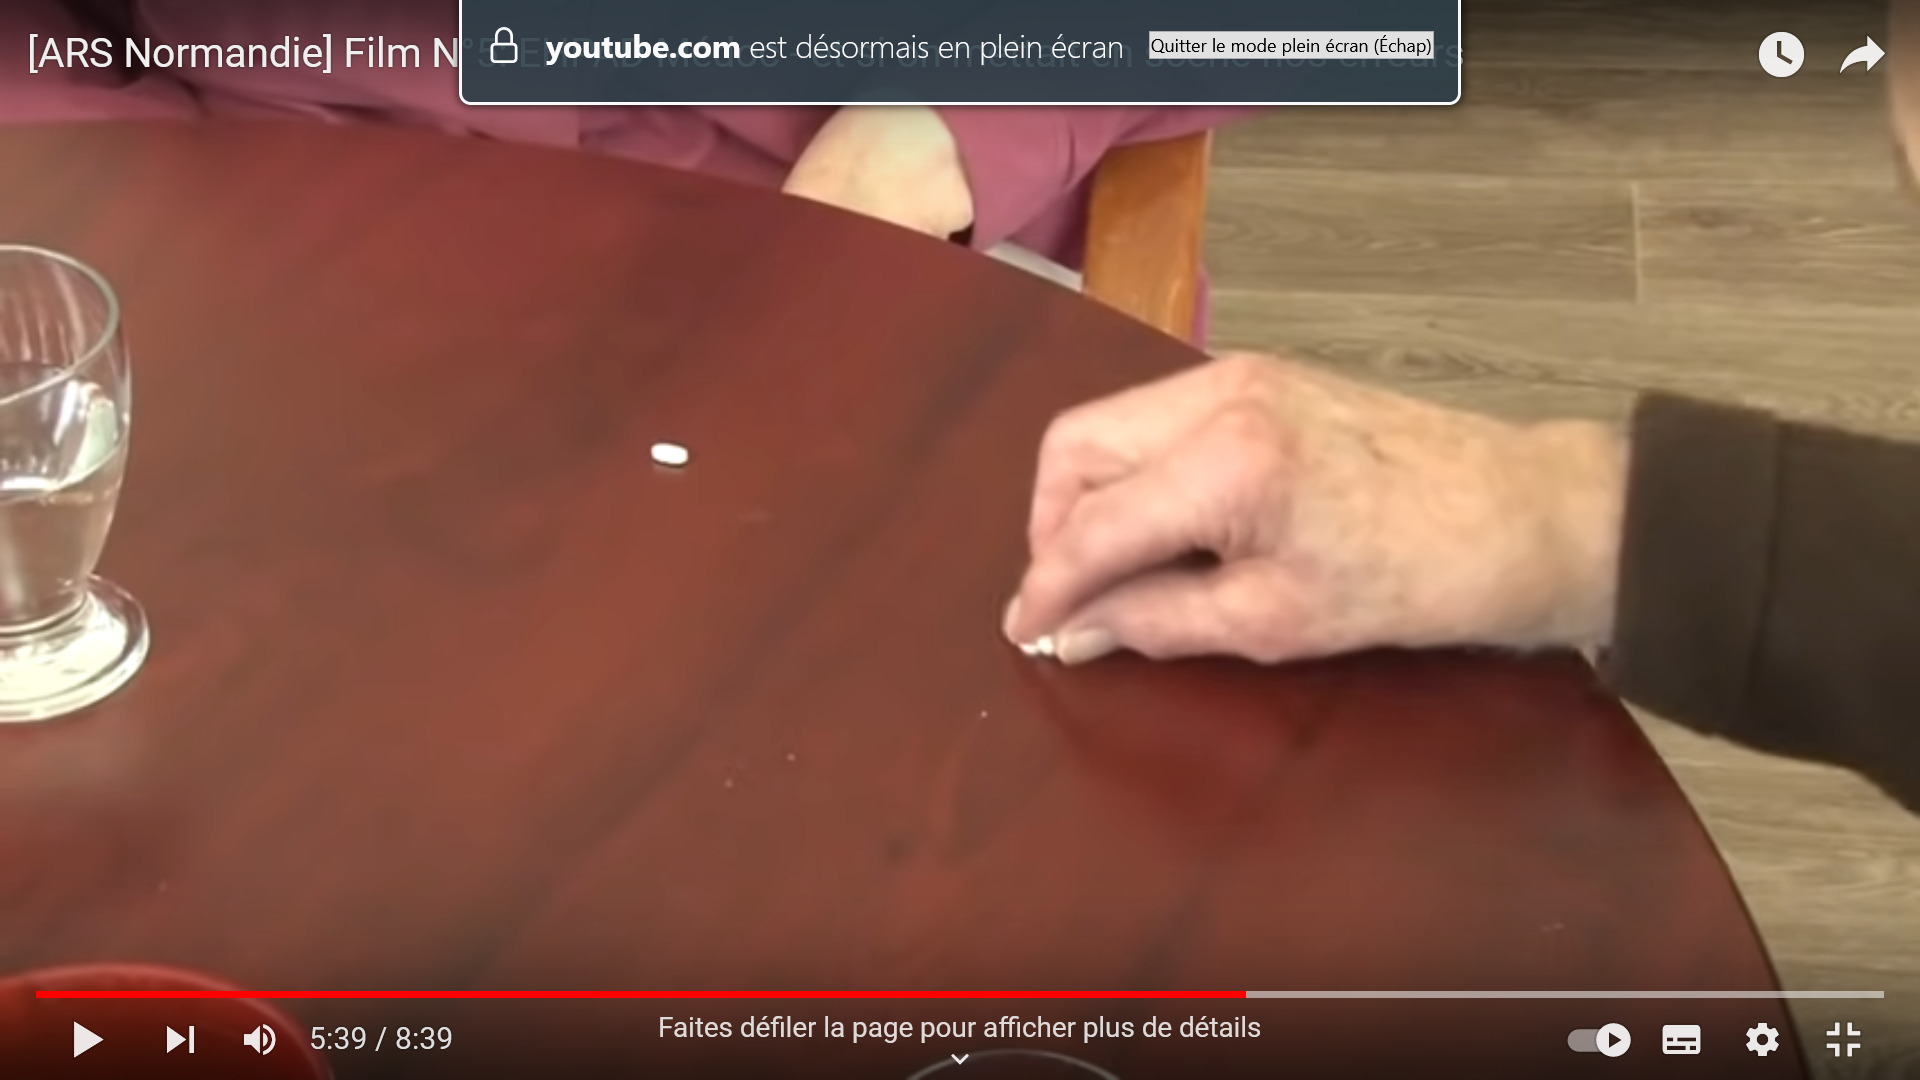 [ARS Normandie] Film N°5
youtube.com est désormais en plein écran
Quitter le mode plein écran (Échap)
5:39 / 8:39
Faites défiler la page pour afficher plus de détails